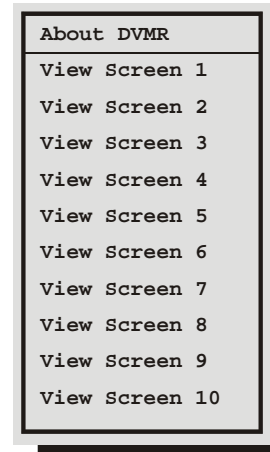 About DVMR
View Screen 1
View Screen 2
View Screen 3
View Screen 4
View Screen 5
View Screen 6
View Screen 7
View Screen 8
View Screen 9
View Screen 10